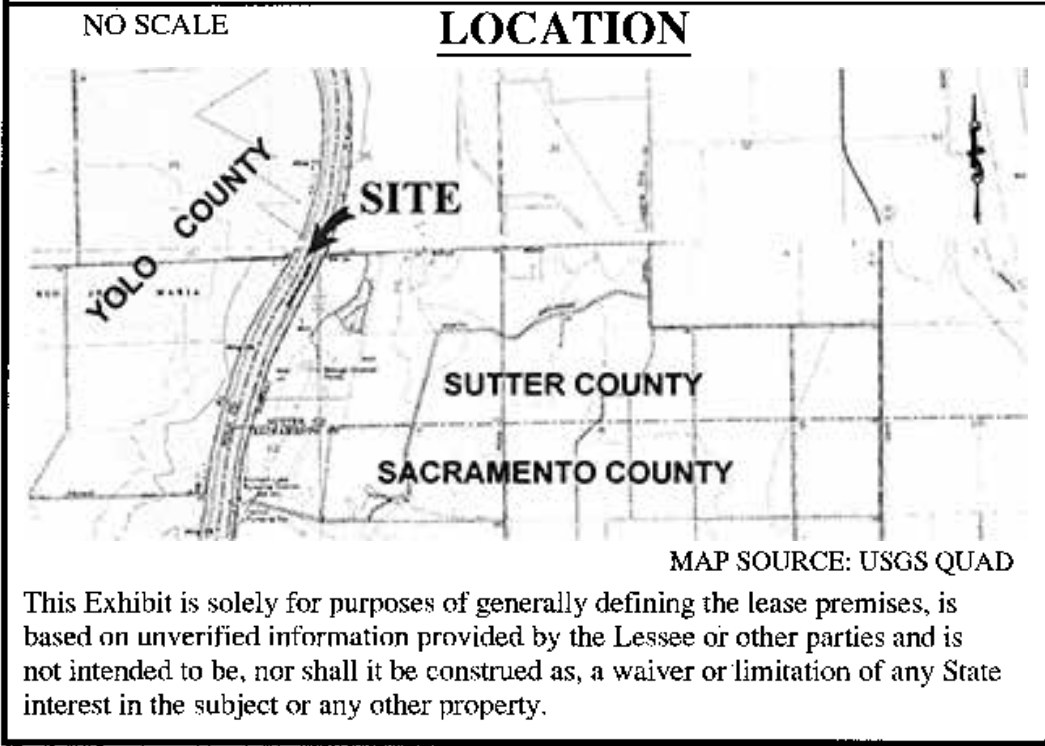 NO SCALE
LOCATION
YOLO COUNTY
SITE
MARIA
SUTTER COUNTY
SACRAMENTO COUNTY
MAP SOURCE: USGS QUAD
This Exhibit is solely for purposes of generally defining the lease premises, is
based on unverified information provided by the Lessee or other parties and is
not intended to be, nor shall it be construed as, a waiver or limitation of any State
interest in the subject or any other property.